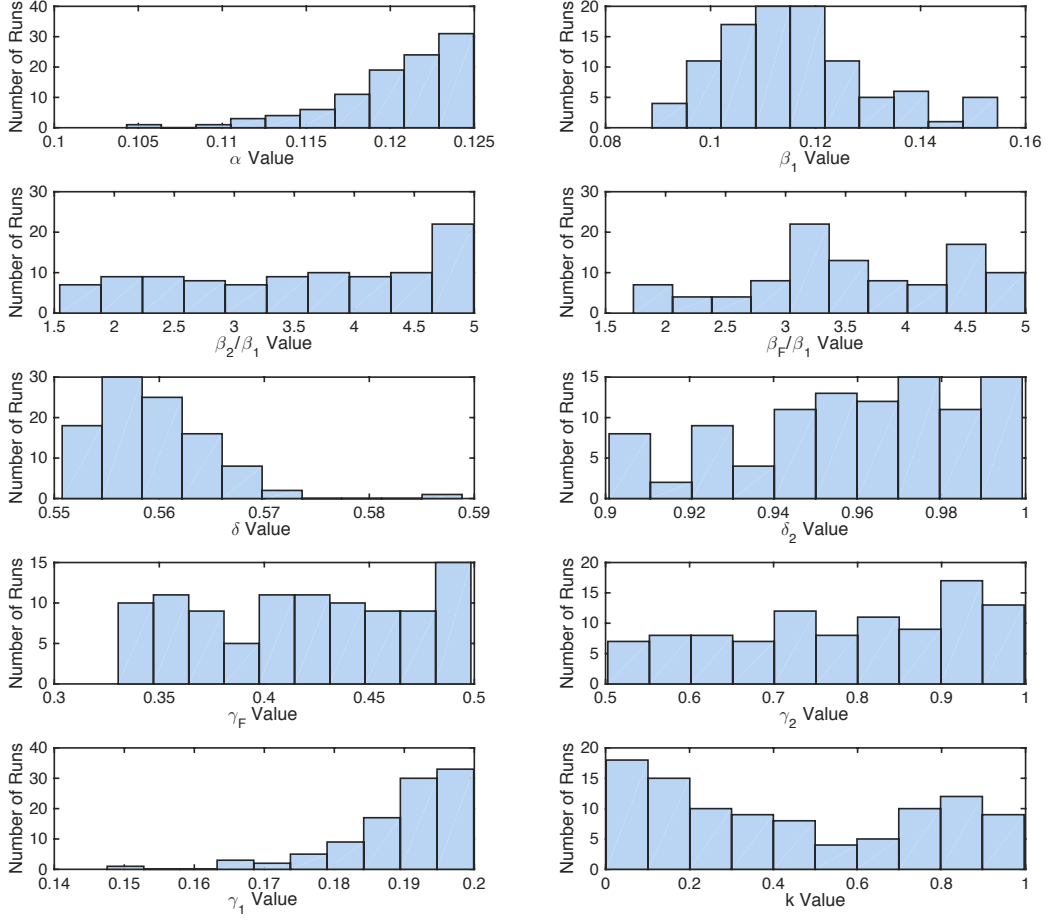 40
30
20
10
0
Number of Runs
0.1 0.105 0.11 0.115 0.12 0.125
α Value
20
15
10
5
0
Number of Runs
0.08 0.1 0.12 0.14 0.16
β1 Value
30
20
10
0
Number of Runs
1.5 2 2.5 3 3.5 4 4.5 5
β2/β1 Value
30
20
10
0
Number of Runs
1.5 2 2.5 3 3.5 4 4.5 5
βF/β1 Value
30
20
10
0
Number of Runs
0.55 0.56 0.57 0.58 0.59
δ Value
15
10
5
0
Number of Runs
0.9 0.92 0.94 0.96 0.98 1
δ2 Value
15
10
5
0
Number of Runs
0.3 0.35 0.4 0.45 0.5
γF Value
20
15
10
5
0
Number of Runs
0.5 0.6 0.7 0.8 0.9 1
γ2 Value
40
30
20
10
0
Number of Runs
0.14 0.15 0.16 0.17 0.18 0.19 0.2
γ1 Value
20
15
10
5
0
Number of Runs
0 0.2 0.4 0.6 0.8 1
k Value